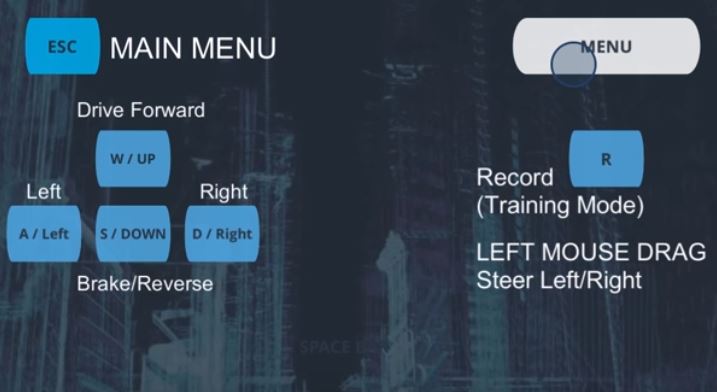 ESC MAIN MENU
MENU
Drive Forward
W / UP
R
Record
(Training Mode)
Left
Right
A / Left
S / DOWN
D / Right
Brake/Reverse
LEFT MOUSE DRAG
Steer Left/Right
SPACE